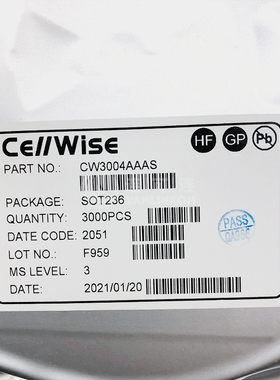 CellWise
HF GP Pb
PART NO.: CW3004AAAS
PACKAGE: SOT236
QUANTITY: 3000PCS
DATE CODE: 2051
LOT NO.: F959
MS LEVEL: 3
DATE: 2021/01/20
PASS